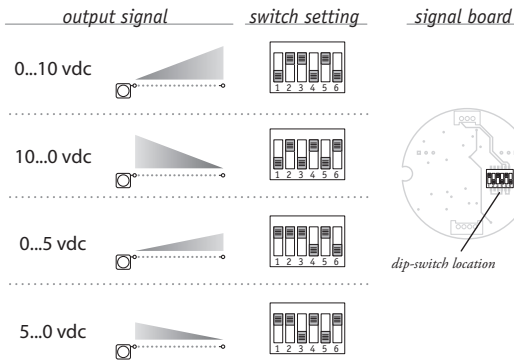 output signal switch setting signal board
0...10 vdc
1 2 3 4 5 6
10...0 vdc
1 2 3 4 5 6
0...5 vdc
1 2 3 4 5 6
dip-switch location
5...0 vdc
1 2 3 4 5 6